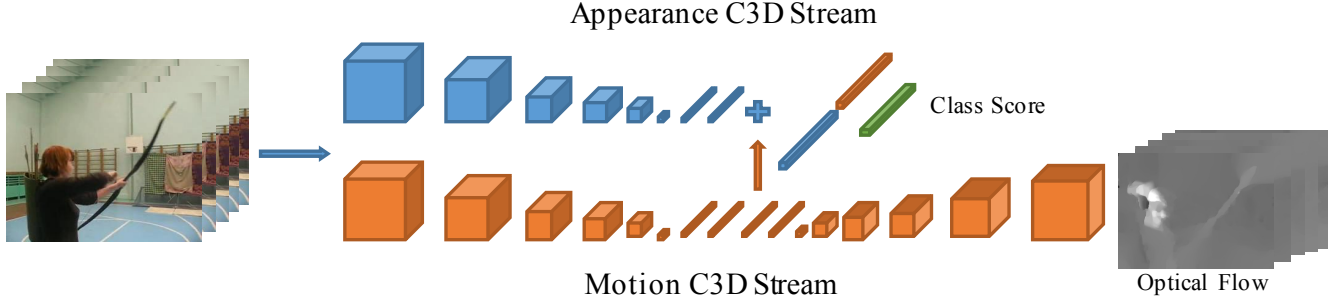 Appearance C3D Stream
Class Score
Motion C3D Stream
Optical Flow